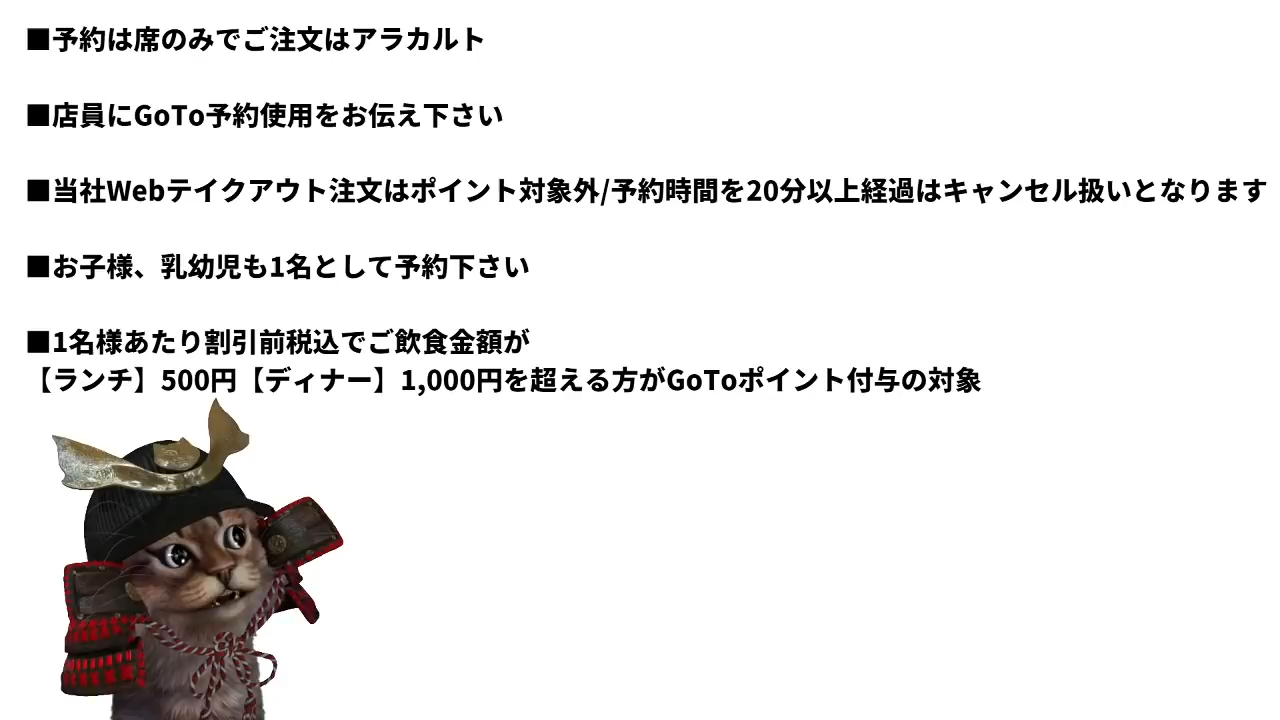 ■予約は席のみでご注文はアラカルト
■店員にGoTo予約使用をお伝え下さい
■当社Webテイクアウト注文はポイント対象外/予約時間を20分以上経過はキャンセル扱いとなります
■お子様、乳幼児も1名として予約下さい
■1名様あたり割引前税込でご飲食金額が
【ランチ】500円【ディナー】1,000円を超える方がGoToポイント付与の対象